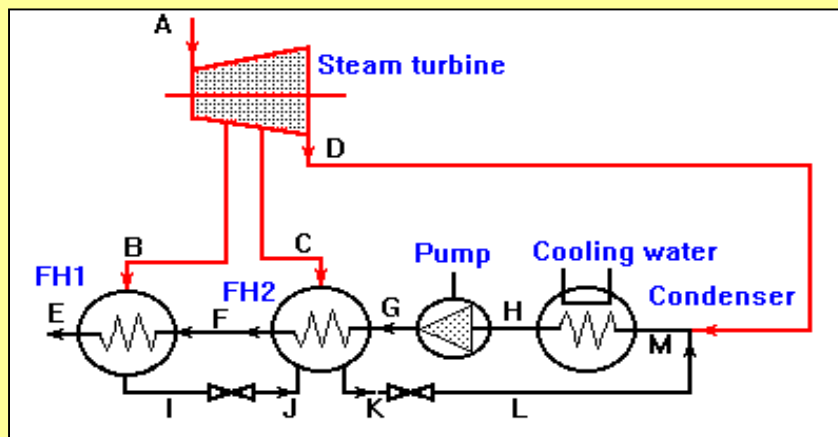 A
Steam turbine
D
B
C
Pump
Cooling water
FH1
FH2
Condenser
E
F
G
H
M
I
J
K
L